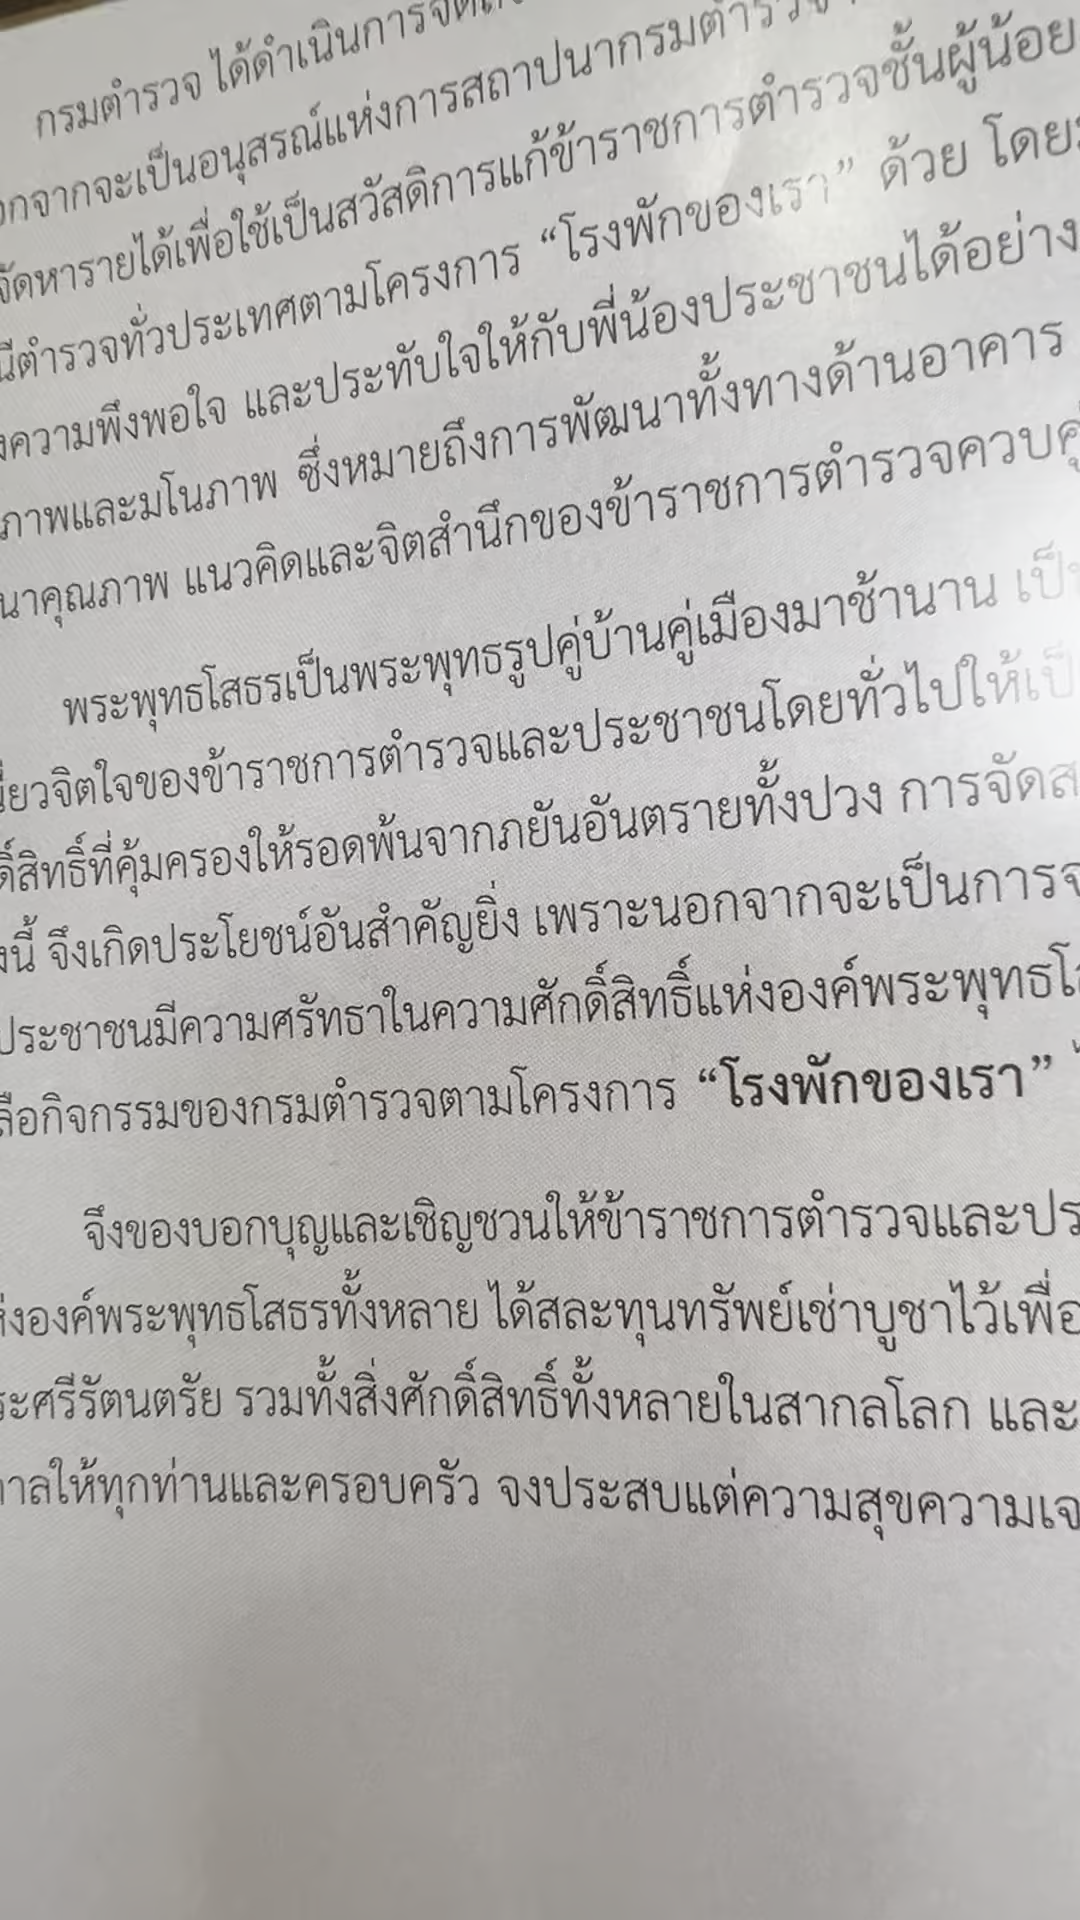 กรมตำรวจ ได้ดำเนินการจัด
จากจะเป็นอนุสรณ์แห่งการสถาปนากรมตำรวจ
จัดหารายได้เพื่อใช้เป็นสวัสดิการแก้ข้าราชการตำรวจชั้นผู้น้อย
ตำรวจทั่วประเทศตามโครงการ “โรงพักของเรา” ด้วย โดย
ความพึงพอใจ และประทับใจให้กับพี่น้องประชาชนได้อย่าง
ภาพและมโนภาพ ซึ่งหมายถึงการพัฒนาทั้งทางด้านอาคาร
นาคุณภาพ แนวคิดและจิตสำนึกของข้าราชการตำรวจควบคู่
พระพุทธโสธรเป็นพระพุทธรูปคู่บ้านคู่เมืองมาช้านาน
จิตใจของข้าราชการตำรวจและประชาชนโดยทั่วไปให้
สิทธิ์ที่คุ้มครองให้รอดพ้นจากภยันอันตรายทั้งปวง การจัดส
นี้ จึงเกิดประโยชน์อันสำคัญยิ่ง เพราะนอกจากจะเป็นการ
ประชาชนมีความศรัทธาในความศักดิ์สิทธิ์แห่งองค์พระพุทธโ
กิจกรรมของกรมตำรวจตามโครงการ “โรงพักของเรา”
จึงของบอกบุญและเชิญชวนให้ข้าราชการตำรวจและปร
องค์พระพุทธโสธรทั้งหลาย ได้สละทุนทรัพย์เช่าบูชาไว้เพื่อ
ะศรีรัตนตรัย รวมทั้งสิ่งศักดิ์สิทธิ์ทั้งหลายในสากลโลก และ
าลให้ทุกท่านและครอบครัว จงประสบแต่ความสุขความเจ